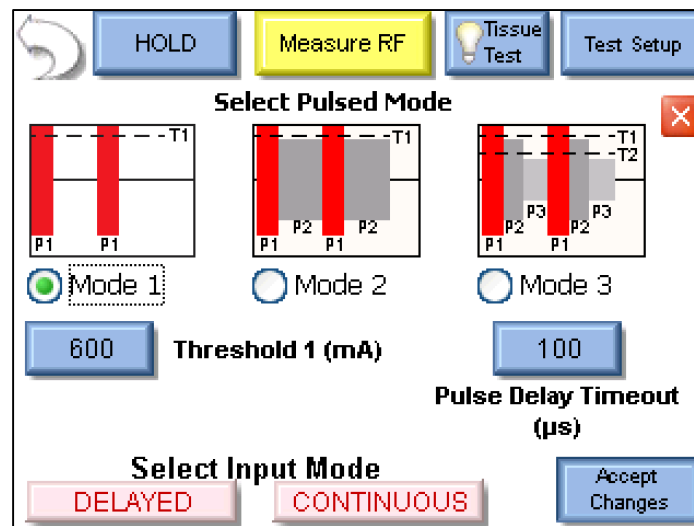 HOLD
Measure RF
Tissue
Test
Test Setup
Select Pulsed Mode
T1
P1 P1
T1
P2 P2
P1 P1
T1
T2
P3 P3
P2 P2
P1 P1
Mode 1
Mode 2
Mode 3
600
Threshold 1 (mA)
100
Pulse Delay Timeout
(µs)
Select Input Mode
DELAYED
CONTINUOUS
Accept
Changes